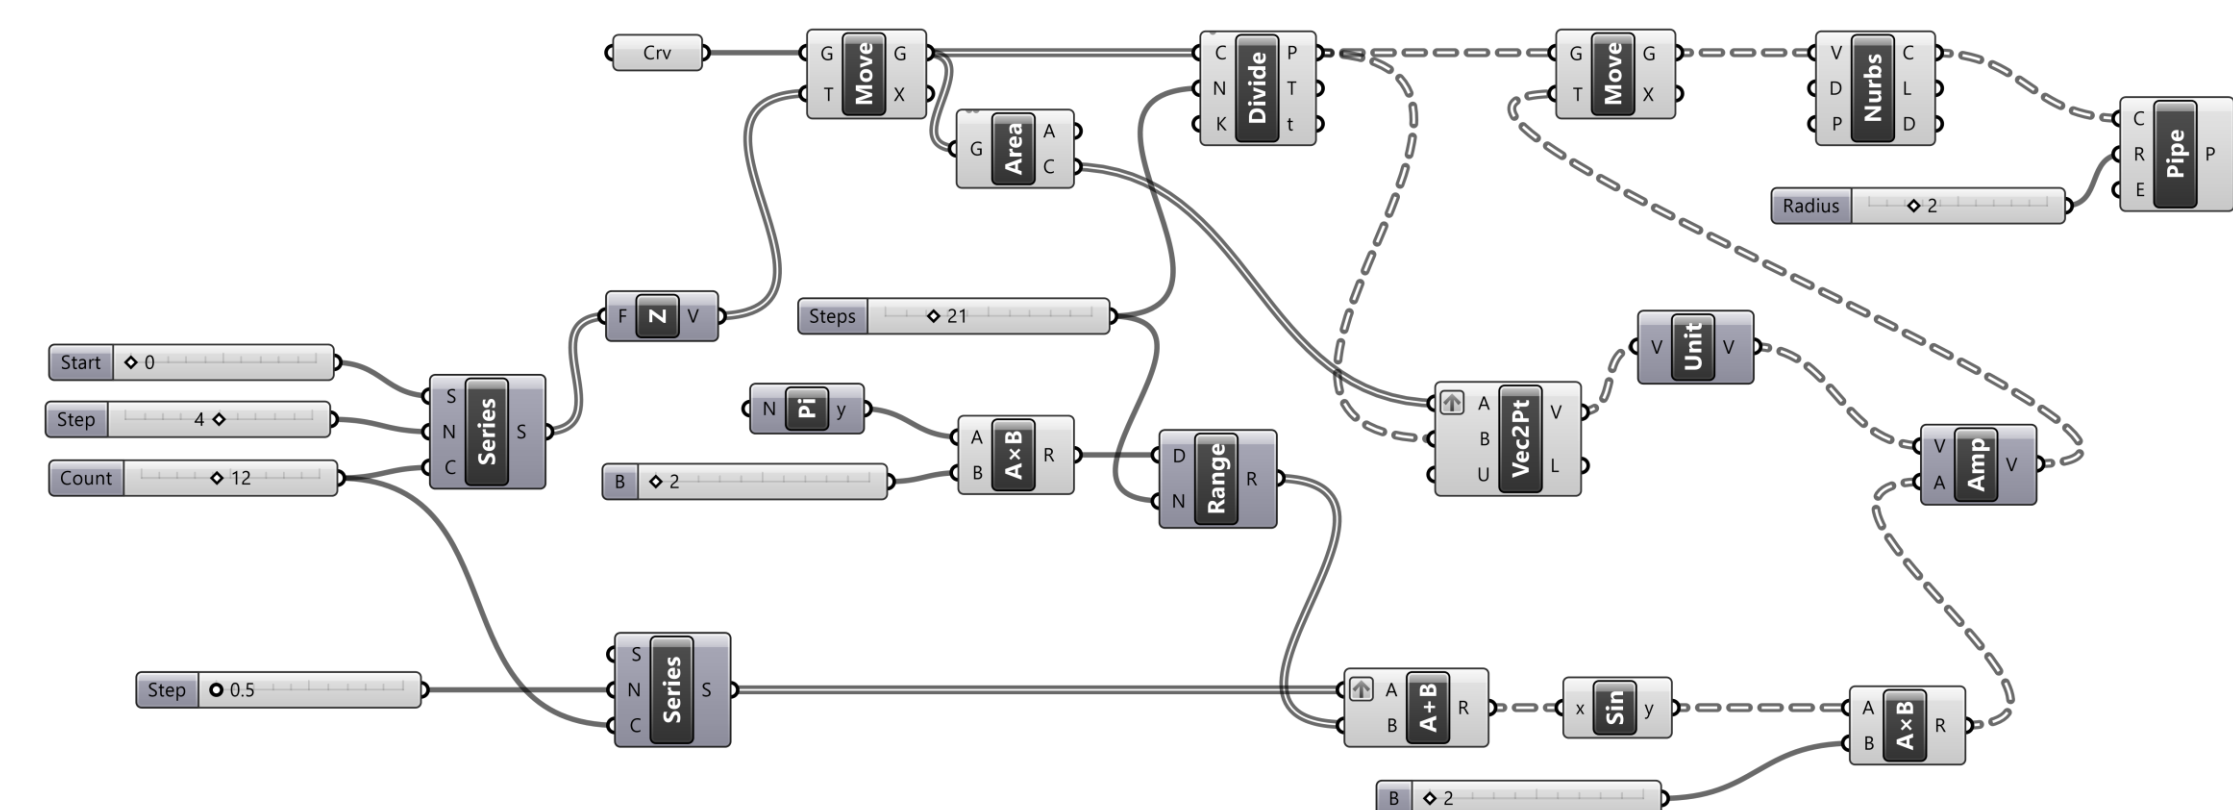 Crv
G
T
Move
G
X
G
Area
A
C
C
N
K
Divide
P
T
t
G
T
Move
G
X
V
D
P
Nurbs
C
L
D
C
R
E
Pipe
P
Radius 2
F
Z
V
Steps 21
Start 0
Step 4
Count 12
S
N
C
Series
S
N
Pi
y
B 2
A
B
A×B
R
D
N
Range
R
A
B
U
Vec2Pt
V
L
V
Unit
V
V
A
Amp
V
Step 0.5
S
N
C
Series
S
A
B
A+B
R
x
Sin
y
A
B
A×B
R
B 2